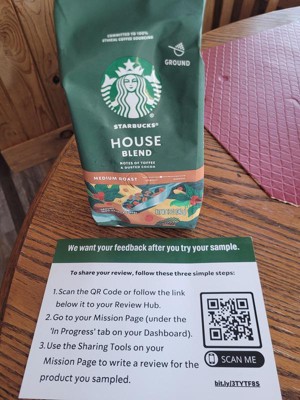 COMMITTED TO 100%
ETHICAL COFFEE SOURCING
GROUND
STARBUCKS®
HOUSE
BLEND
NOTES OF TOFFEE
& DUSTED COCOA
MEDIUM ROAST
We want your feedback after you try your sample.
To share your review, follow these three simple steps:
1. Scan the QR Code or follow the link
below it to your Review Hub.
2. Go to your Mission Page (under the
'In Progress' tab on your Dashboard).
3. Use the Sharing Tools on your
Mission Page to write a review for the
product you sampled.
SCAN ME
bit.ly/3TYTF8S